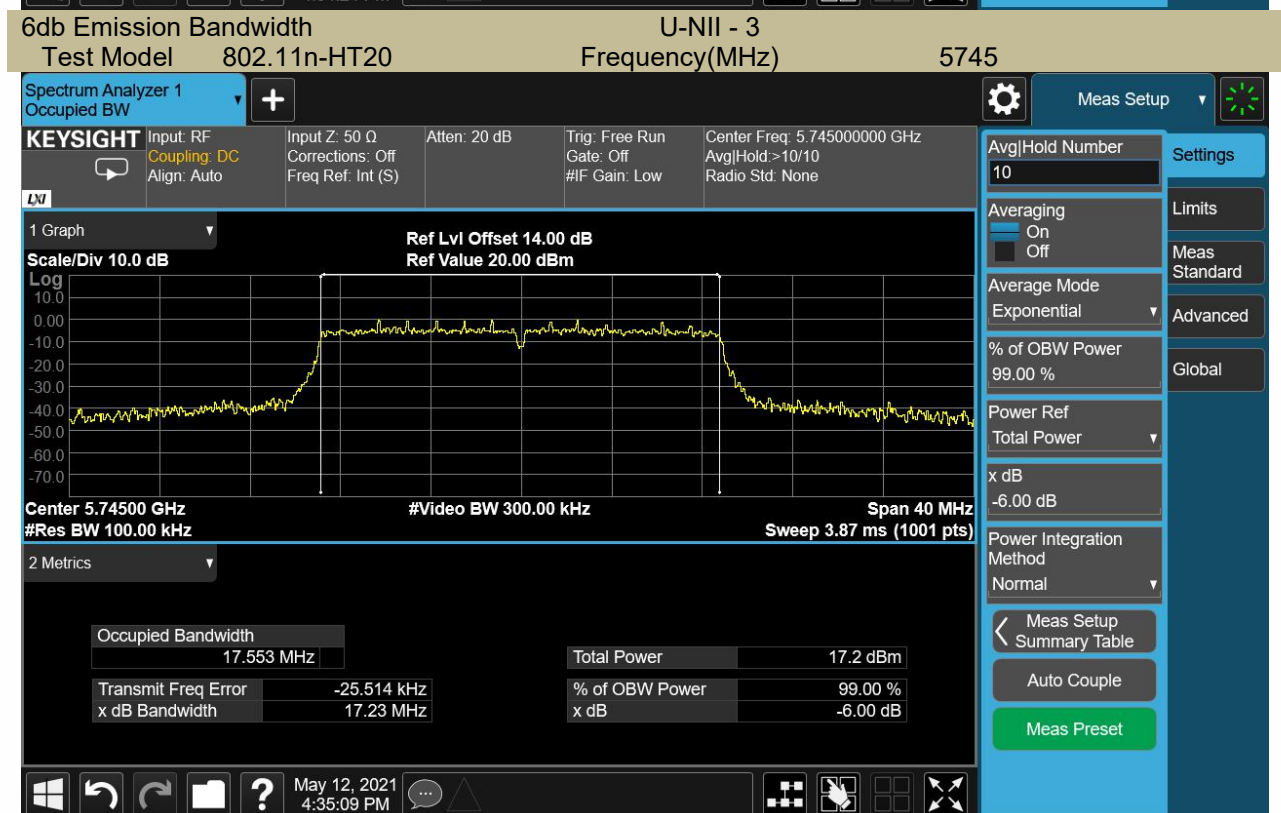 6db Emission Bandwidth U-NII - 3
Test Model 802.11n-HT20 Frequency(MHz) 5745
Spectrum Analyzer 1
Occupied BW
+
Meas Setup
KEYSIGHT
LXI
Input: RF
Coupling: DC
Align: Auto
Input Z: 50 Ω
Corrections: Off
Freq Ref: Int (S)
Atten: 20 dB
Trig: Free Run
Gate: Off
#IF Gain: Low
Center Freq: 5.745000000 GHz
Avg|Hold:>10/10
Radio Std: None
1 Graph
Scale/Div 10.0 dB
Ref Lvl Offset 14.00 dB
Ref Value 20.00 dBm
Log
10.0
0.00
-10.0
-20.0
-30.0
-40.0
-50.0
-60.0
-70.0
Center 5.74500 GHz
#Video BW 300.00 kHz
Span 40 MHz
#Res BW 100.00 kHz
Sweep 3.87 ms (1001 pts)
2 Metrics
Occupied Bandwidth
17.553 MHz
Total Power 17.2 dBm
Transmit Freq Error -25.514 kHz
% of OBW Power 99.00 %
x dB Bandwidth 17.23 MHz
x dB -6.00 dB
Avg|Hold Number
10
Averaging
On
Off
Average Mode
Exponential
% of OBW Power
99.00 %
Power Ref
Total Power
x dB
-6.00 dB
Power Integration
Method
Normal
Meas Setup
Summary Table
Auto Couple
Meas Preset
Settings
Limits
Meas
Standard
Advanced
Global
?
May 12, 2021
4:35:09 PM